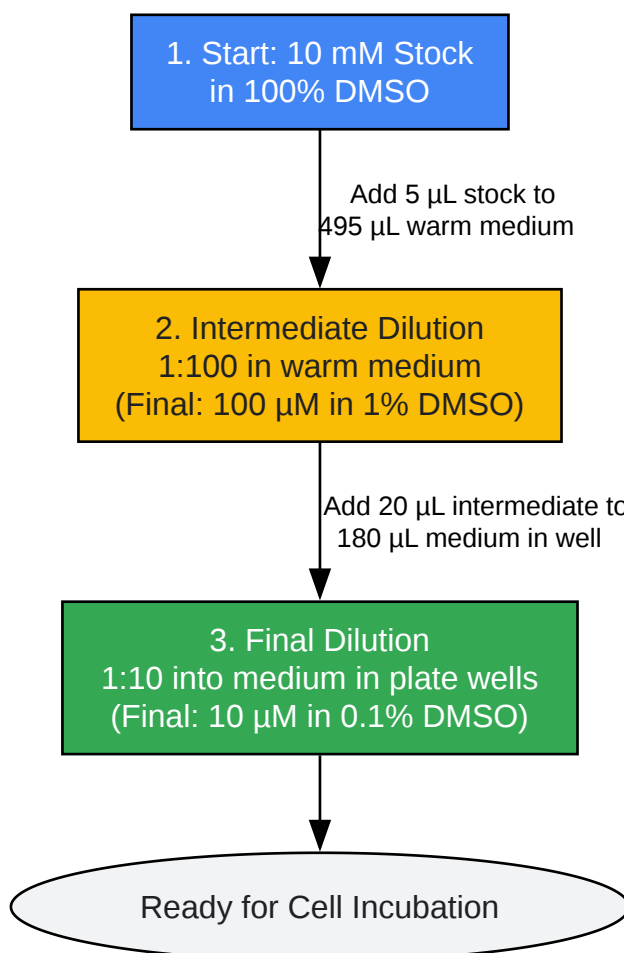 1. Start: 10 mM Stock
in 100% DMSO
Add 5 µL stock to
495 µL warm medium
2. Intermediate Dilution
1:100 in warm medium
(Final: 100 µM in 1% DMSO)
Add 20 µL intermediate to
180 µL medium in well
3. Final Dilution
1:10 into medium in plate wells
(Final: 10 µM in 0.1% DMSO)
Ready for Cell Incubation